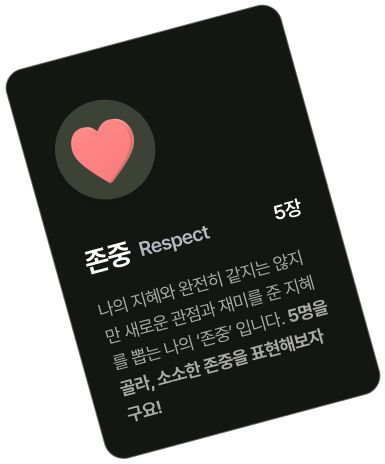 5장
존중 Respect
나의 지혜와 완전히 같지는 않지
만 새로운 관점과 재미를 준 지혜
를 뽑는 나의 '존중' 입니다. 5명을
골라, 소소한 존중을 표현해보자
구요!